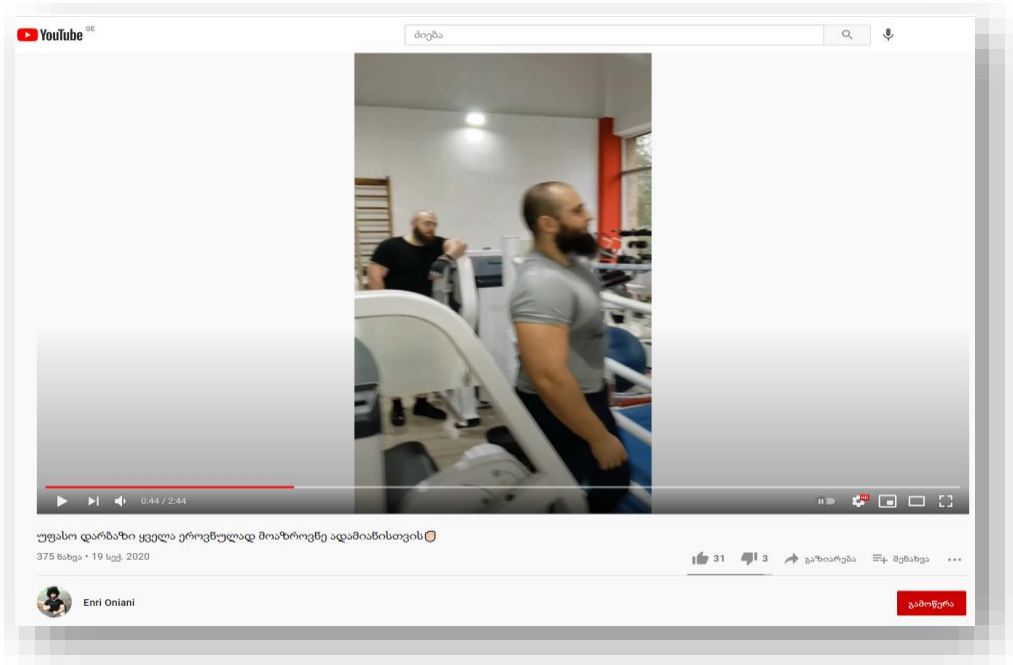 YouTube GE
ძიება
0:44 / 2:44
HD
უფასო დარბაზი ყველა ეროვნულად მოაზროვნე ადამიანისთვის
375 ნახვა • 19 სექ. 2020
31
3
გაზიარება
შენახვა
Enri Oniani
გამოწერა